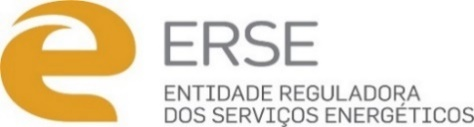 ERSE
ENTIDADE REGULADORA
DOS SERVIÇOS ENERGÉTICOS